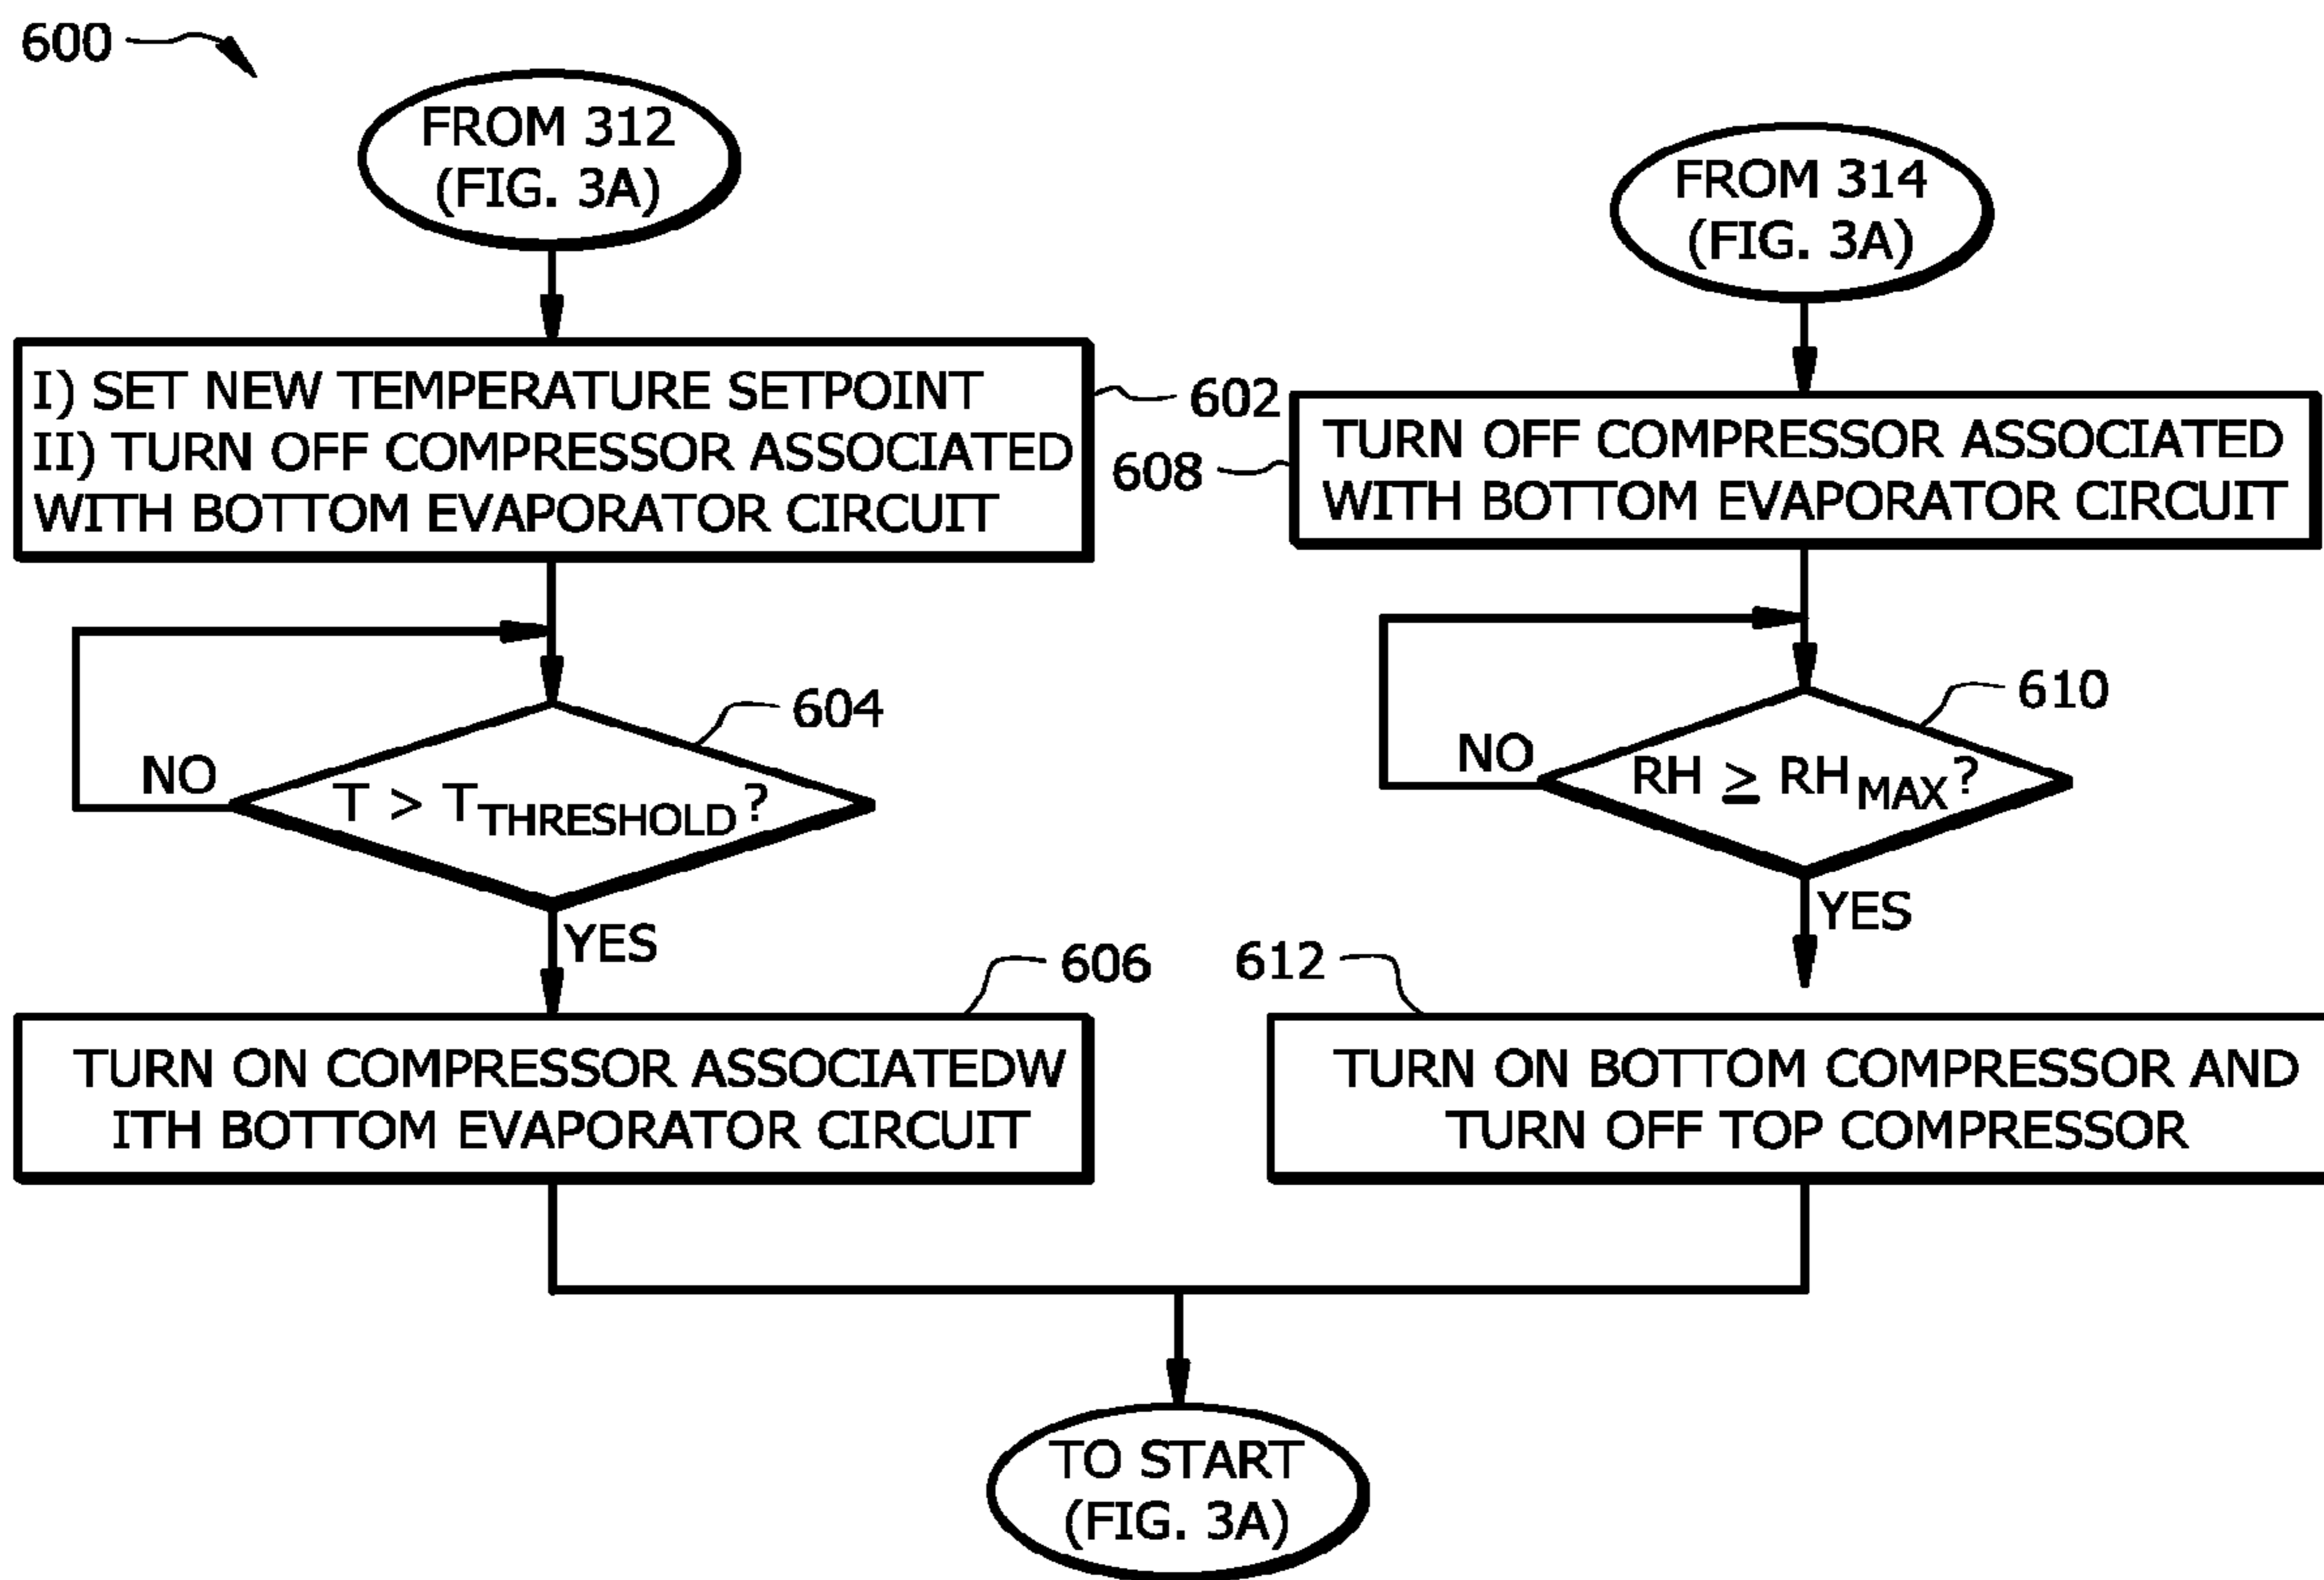 600
FROM 312
(FIG. 3A)
I) SET NEW TEMPERATURE SETPOINT
II) TURN OFF COMPRESSOR ASSOCIATED
WITH BOTTOM EVAPORATOR CIRCUIT
602
604
T > T THRESHOLD?
NO
YES
606
TURN ON COMPRESSOR ASSOCIATEDW
ITH BOTTOM EVAPORATOR CIRCUIT
FROM 314
(FIG. 3A)
608
TURN OFF COMPRESSOR ASSOCIATED
WITH BOTTOM EVAPORATOR CIRCUIT
610
RH ≥ RH MAX?
NO
YES
612
TURN ON BOTTOM COMPRESSOR AND
TURN OFF TOP COMPRESSOR
TO START
(FIG. 3A)